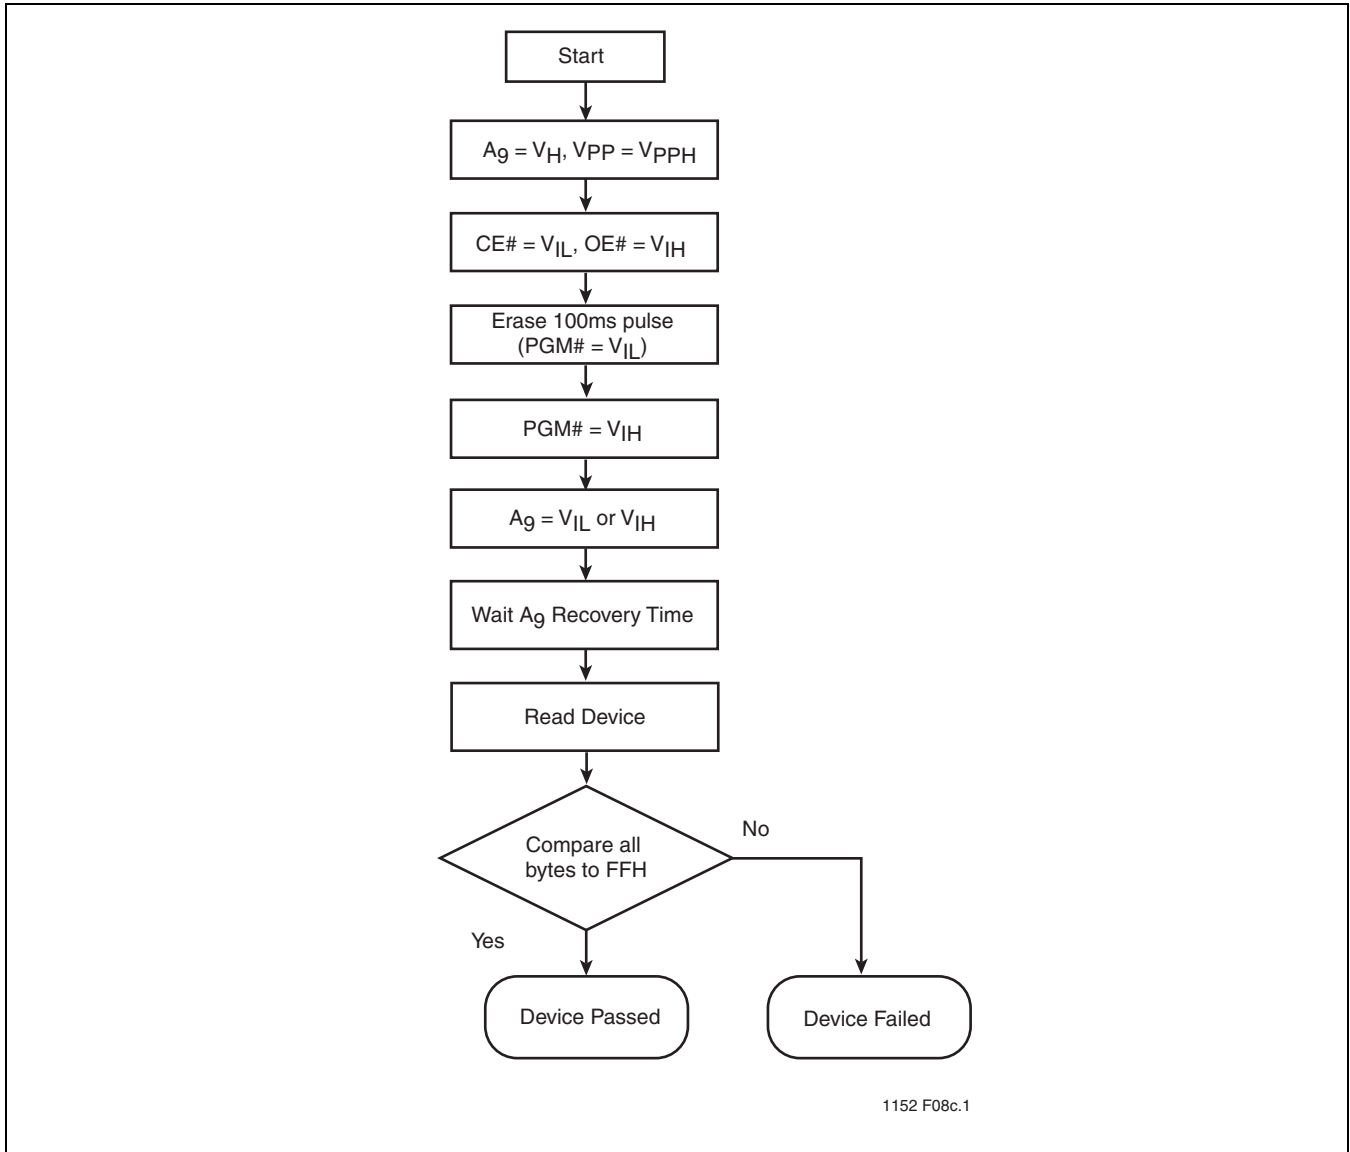 Start
A9 = VH, VPP = VPPH
CE# = VIL, OE# = VIH
Erase 100ms pulse
(PGM# = VIL)
PGM# = VIH
A9 = VIL or VIH
Wait A9 Recovery Time
Read Device
Compare all
bytes to FFH
No
Yes
Device Passed
Device Failed
1152 F08c.1